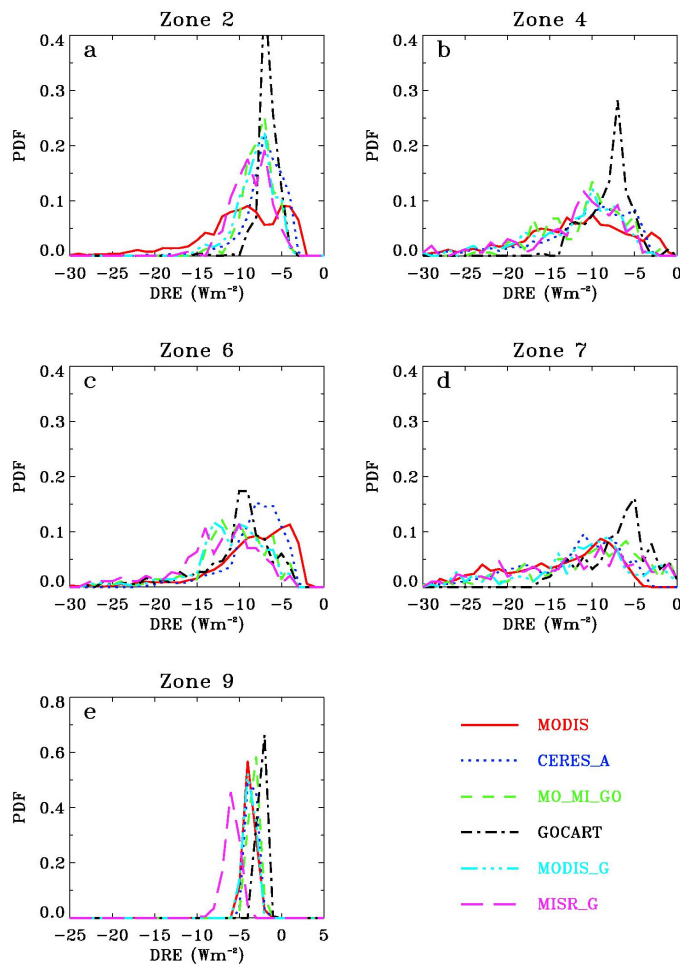 Zone 2
a
PDF
0.4
0.3
0.2
0.1
0.0
-30 -25 -20 -15 -10 -5 0
DRE (Wm⁻²)
Zone 4
b
PDF
0.4
0.3
0.2
0.1
0.0
-30 -25 -20 -15 -10 -5 0
DRE (Wm⁻²)
Zone 6
c
PDF
0.4
0.3
0.2
0.1
0.0
-30 -25 -20 -15 -10 -5 0
DRE (Wm⁻²)
Zone 7
d
PDF
0.4
0.3
0.2
0.1
0.0
-30 -25 -20 -15 -10 -5 0
DRE (Wm⁻²)
Zone 9
e
PDF
0.8
0.6
0.4
0.2
0.0
-25 -20 -15 -10 -5 0 5
DRE (Wm⁻²)
MODIS
CERES_A
MO_MI_GO
GOCART
MODIS_G
MISR_G